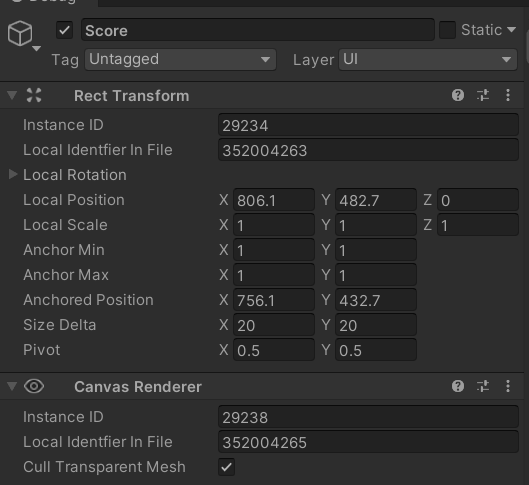 Debug
Score
Static
Tag Untagged Layer UI
Rect Transform
Instance ID 29234
Local Identfier In File 352004263
Local Rotation
Local Position X 806.1 Y 482.7 Z 0
Local Scale X 1 Y 1 Z 1
Anchor Min X 1 Y 1
Anchor Max X 1 Y 1
Anchored Position X 756.1 Y 432.7
Size Delta X 20 Y 20
Pivot X 0.5 Y 0.5
Canvas Renderer
Instance ID 29238
Local Identfier In File 352004265
Cull Transparent Mesh